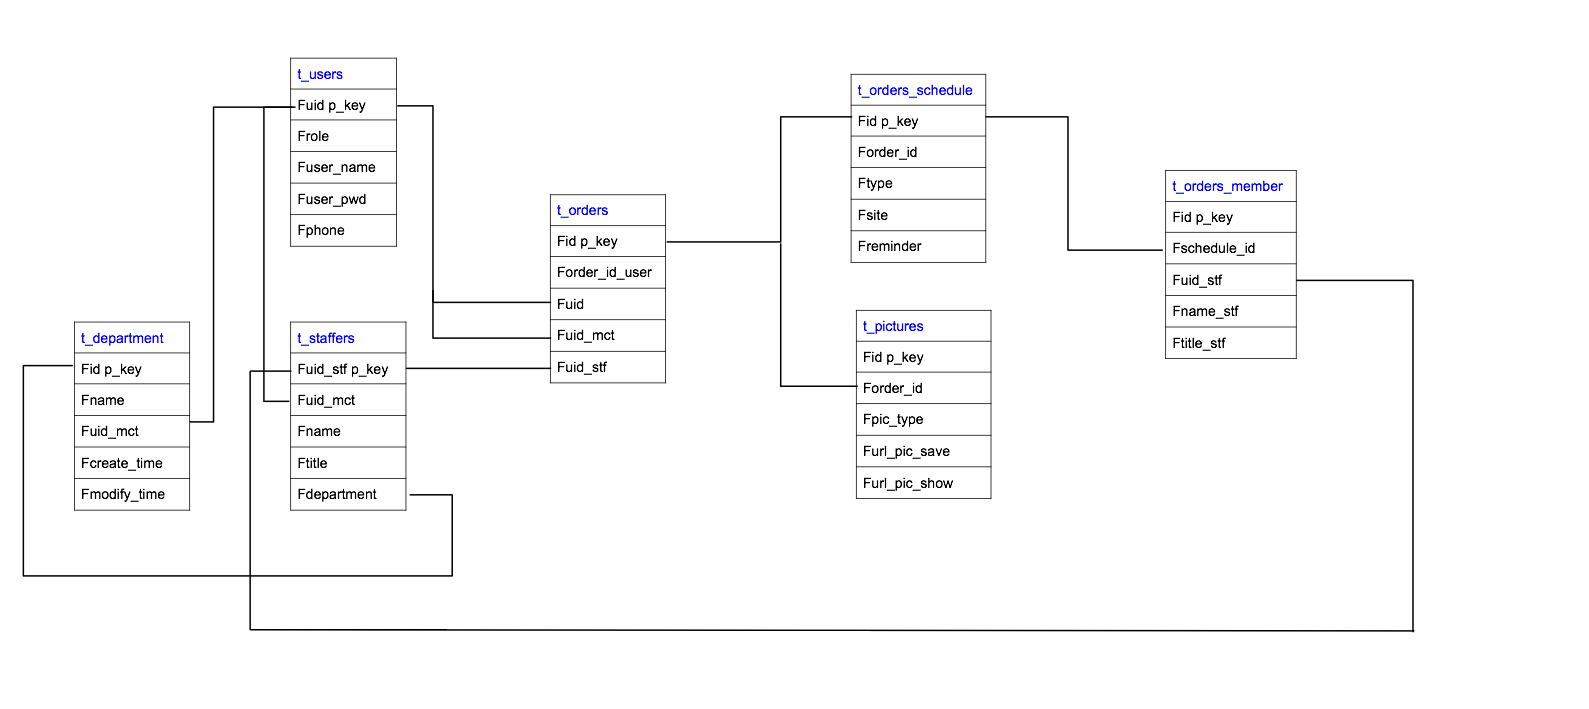 t_users
Fuid p_key
Frole
Fuser_name
Fuser_pwd
Fphone
t_department
Fid p_key
Fname
Fuid_mct
Fcreate_time
Fmodify_time
t_staffers
Fuid_stf p_key
Fuid_mct
Fname
Ftitle
Fdepartment
t_orders
Fid p_key
Forder_id_user
Fuid
Fuid_mct
Fuid_stf
t_orders_schedule
Fid p_key
Forder_id
Ftype
Fsite
Freminder
t_pictures
Fid p_key
Forder_id
Fpic_type
Furl_pic_save
Furl_pic_show
t_orders_member
Fid p_key
Fschedule_id
Fuid_stf
Fname_stf
Ftitle_stf